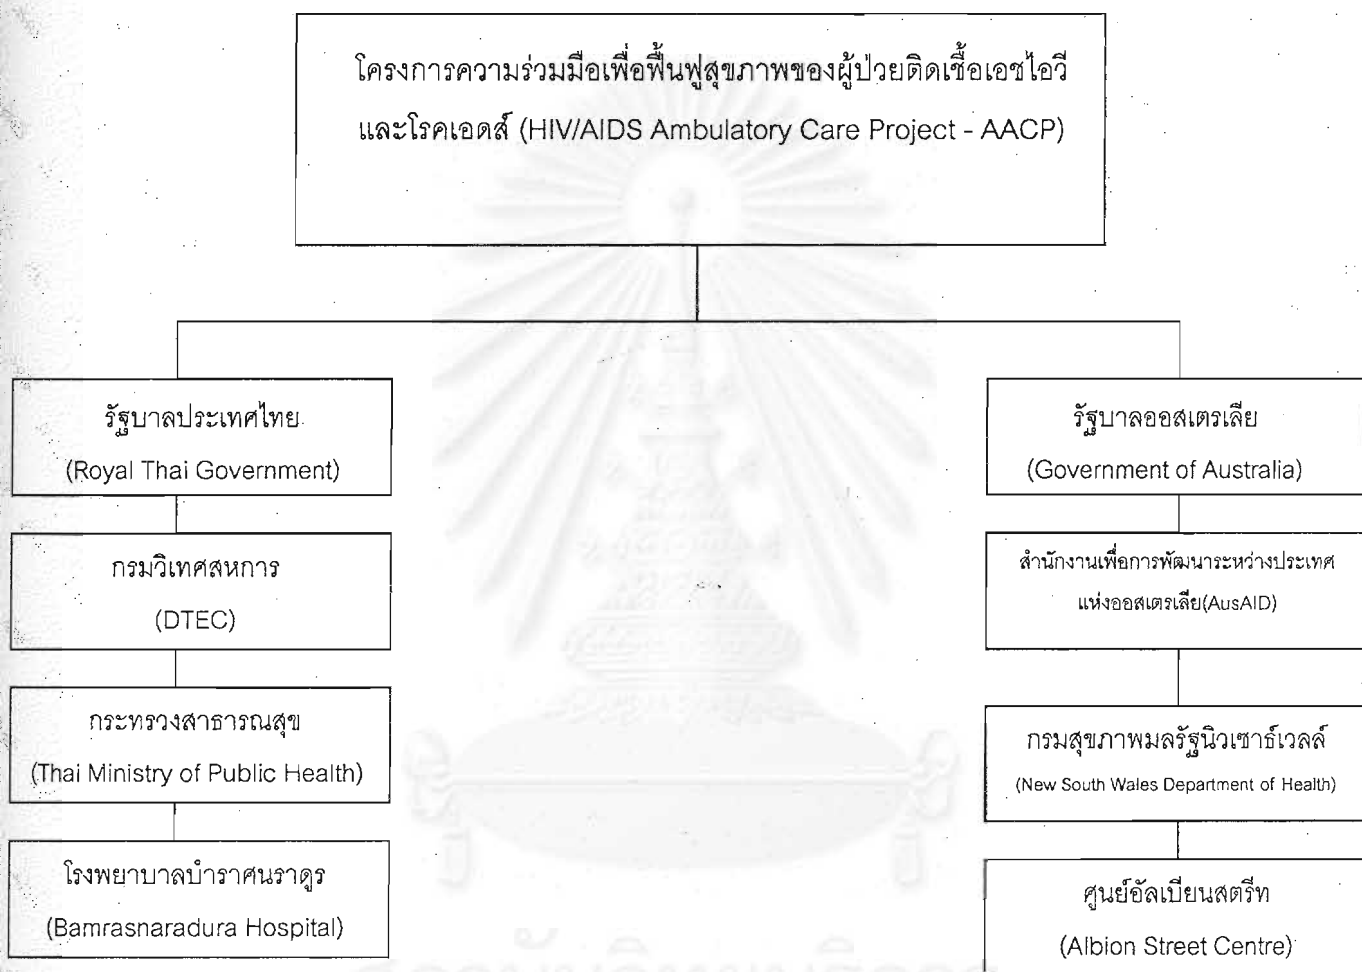 โครงการความร่วมมือเพื่อฟื้นฟูสุขภาพของผู้ป่วยติดเชื้อเอชไอวี
และโรคเอดส์ (HIV/AIDS Ambulatory Care Project - AACP)
รัฐบาลประเทศไทย
(Royal Thai Government)
กรมวิเทศสหการ
(DTEC)
กระทรวงสาธารณสุข
(Thai Ministry of Public Health)
โรงพยาบาลบำราศนราดูร
(Bamrasnaradura Hospital)
รัฐบาลออสเตรเลีย
(Government of Australia)
สำนักงานเพื่อการพัฒนาระหว่างประเทศ
แห่งออสเตรเลีย(AusAID)
กรมสุขภาพมลรัฐนิวเซาธ์เวลล์
(New South Wales Department of Health)
ศูนย์อัลเบียนสตรีท
(Albion Street Centre)